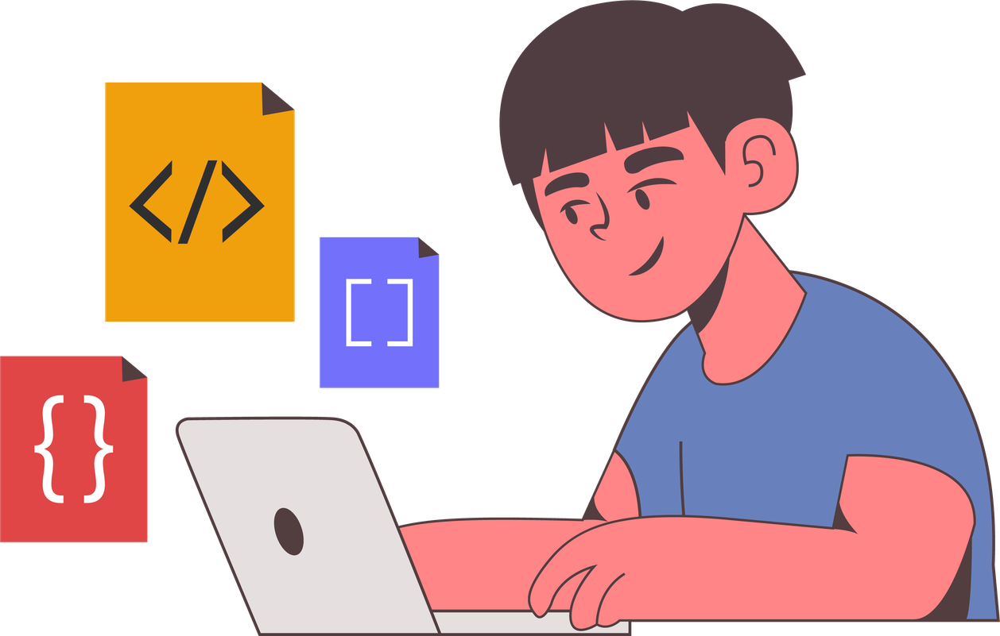 </>
[ ]
{ }